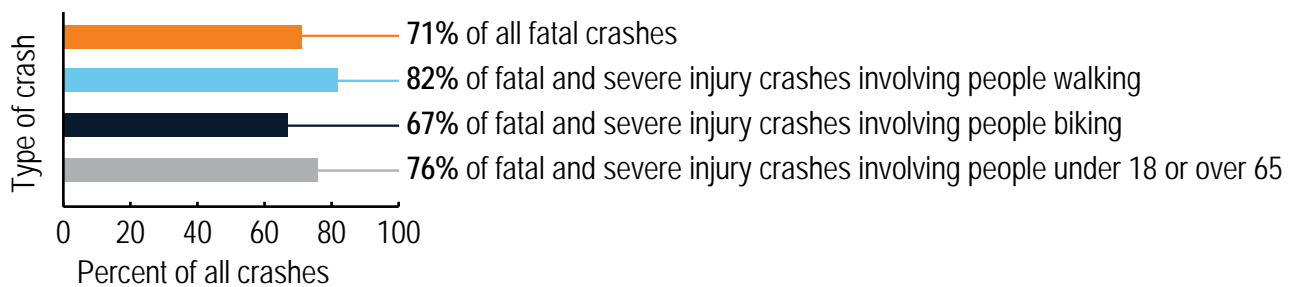 Type of crash
71% of all fatal crashes
82% of fatal and severe injury crashes involving people walking
67% of fatal and severe injury crashes involving people biking
76% of fatal and severe injury crashes involving people under 18 or over 65
0 20 40 60 80 100
Percent of all crashes